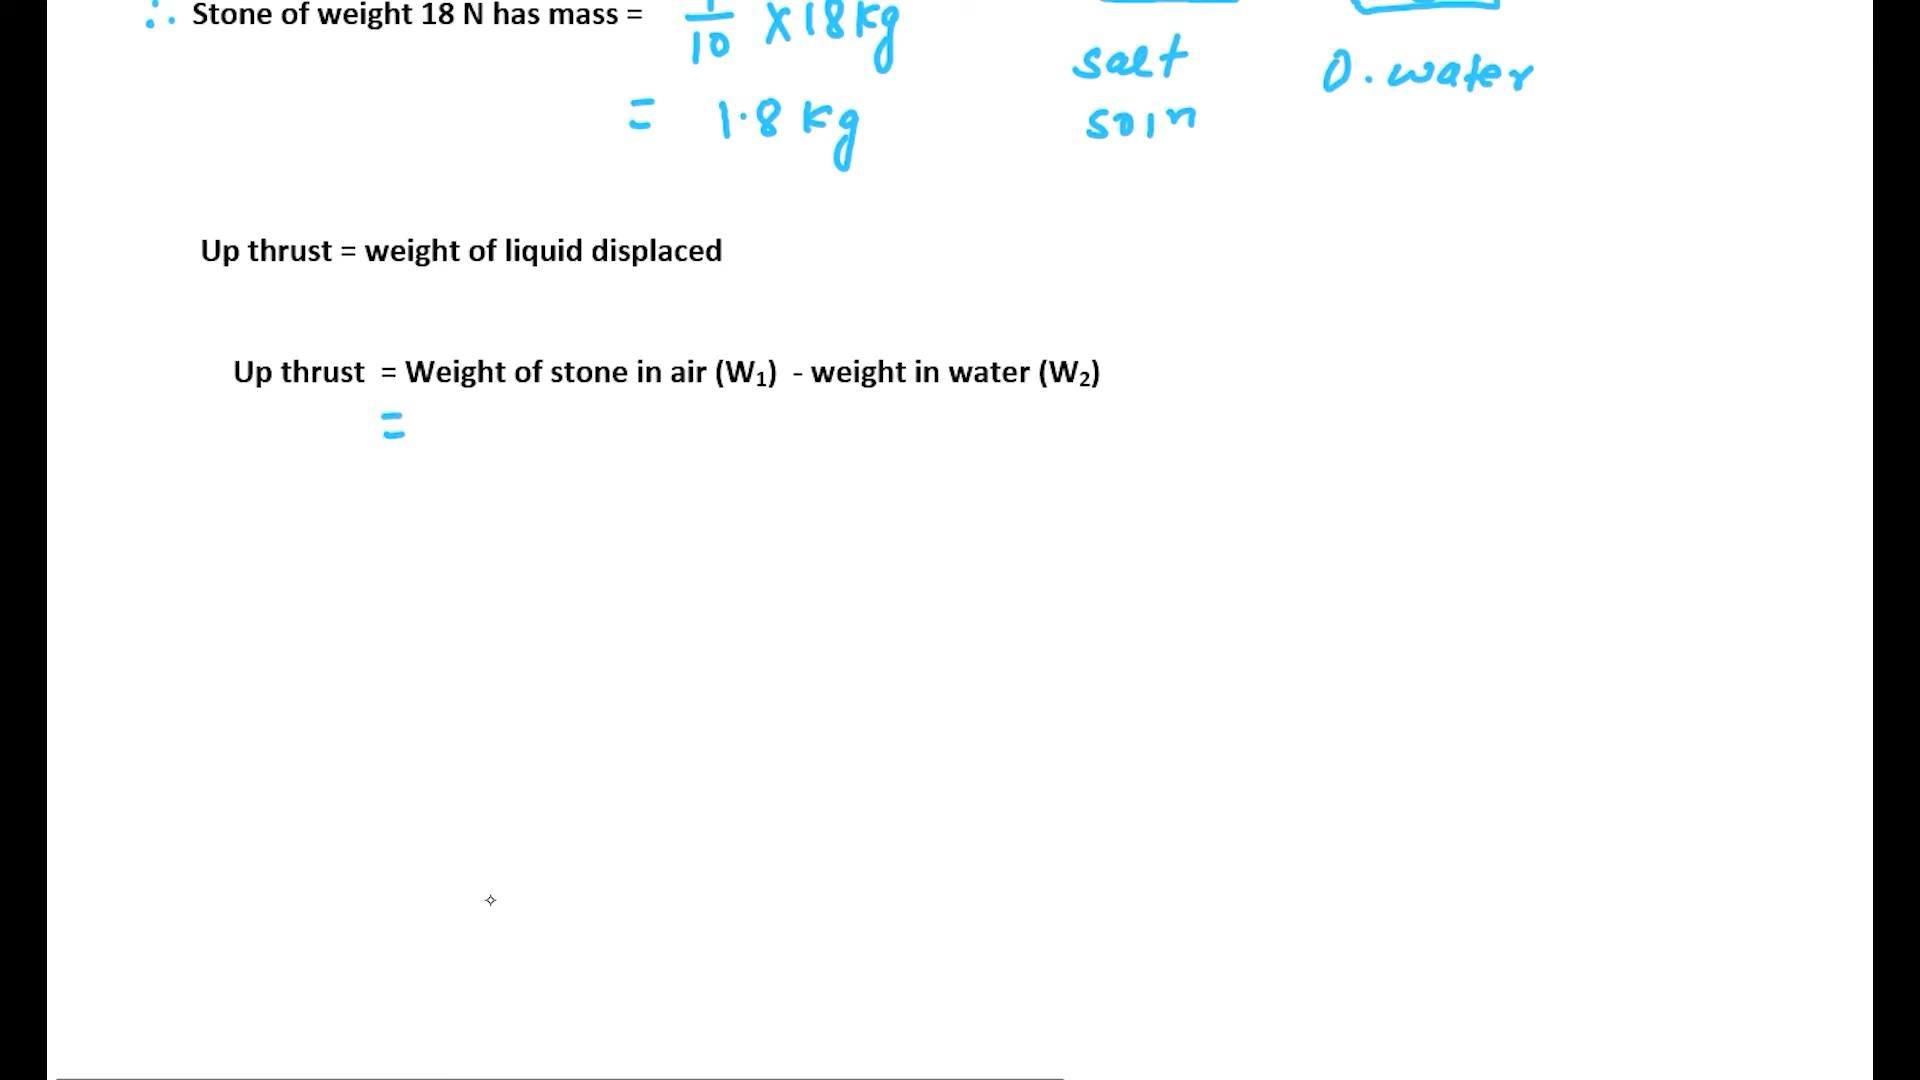 ∴ Stone of weight 18 N has mass = 1/10 × 18 kg
= 1.8 kg
salt
soln
O. water
Up thrust = weight of liquid displaced
Up thrust = Weight of stone in air (W₁) - weight in water (W₂)
=